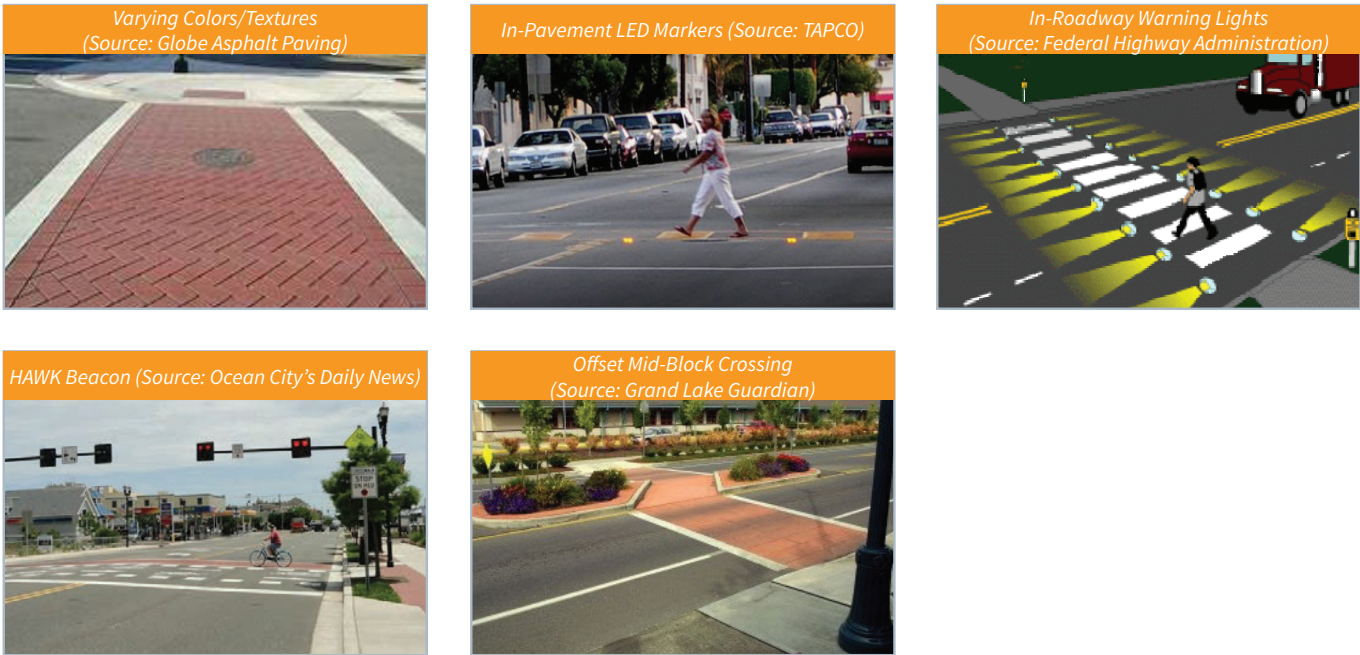 Varying Colors/Textures
(Source: Globe Asphalt Paving)
In-Pavement LED Markers (Source: TAPCO)
In-Roadway Warning Lights
(Source: Federal Highway Administration)
HAWK Beacon (Source: Ocean City's Daily News)
Offset Mid-Block Crossing
(Source: Grand Lake Guardian)
STOP
ON RED